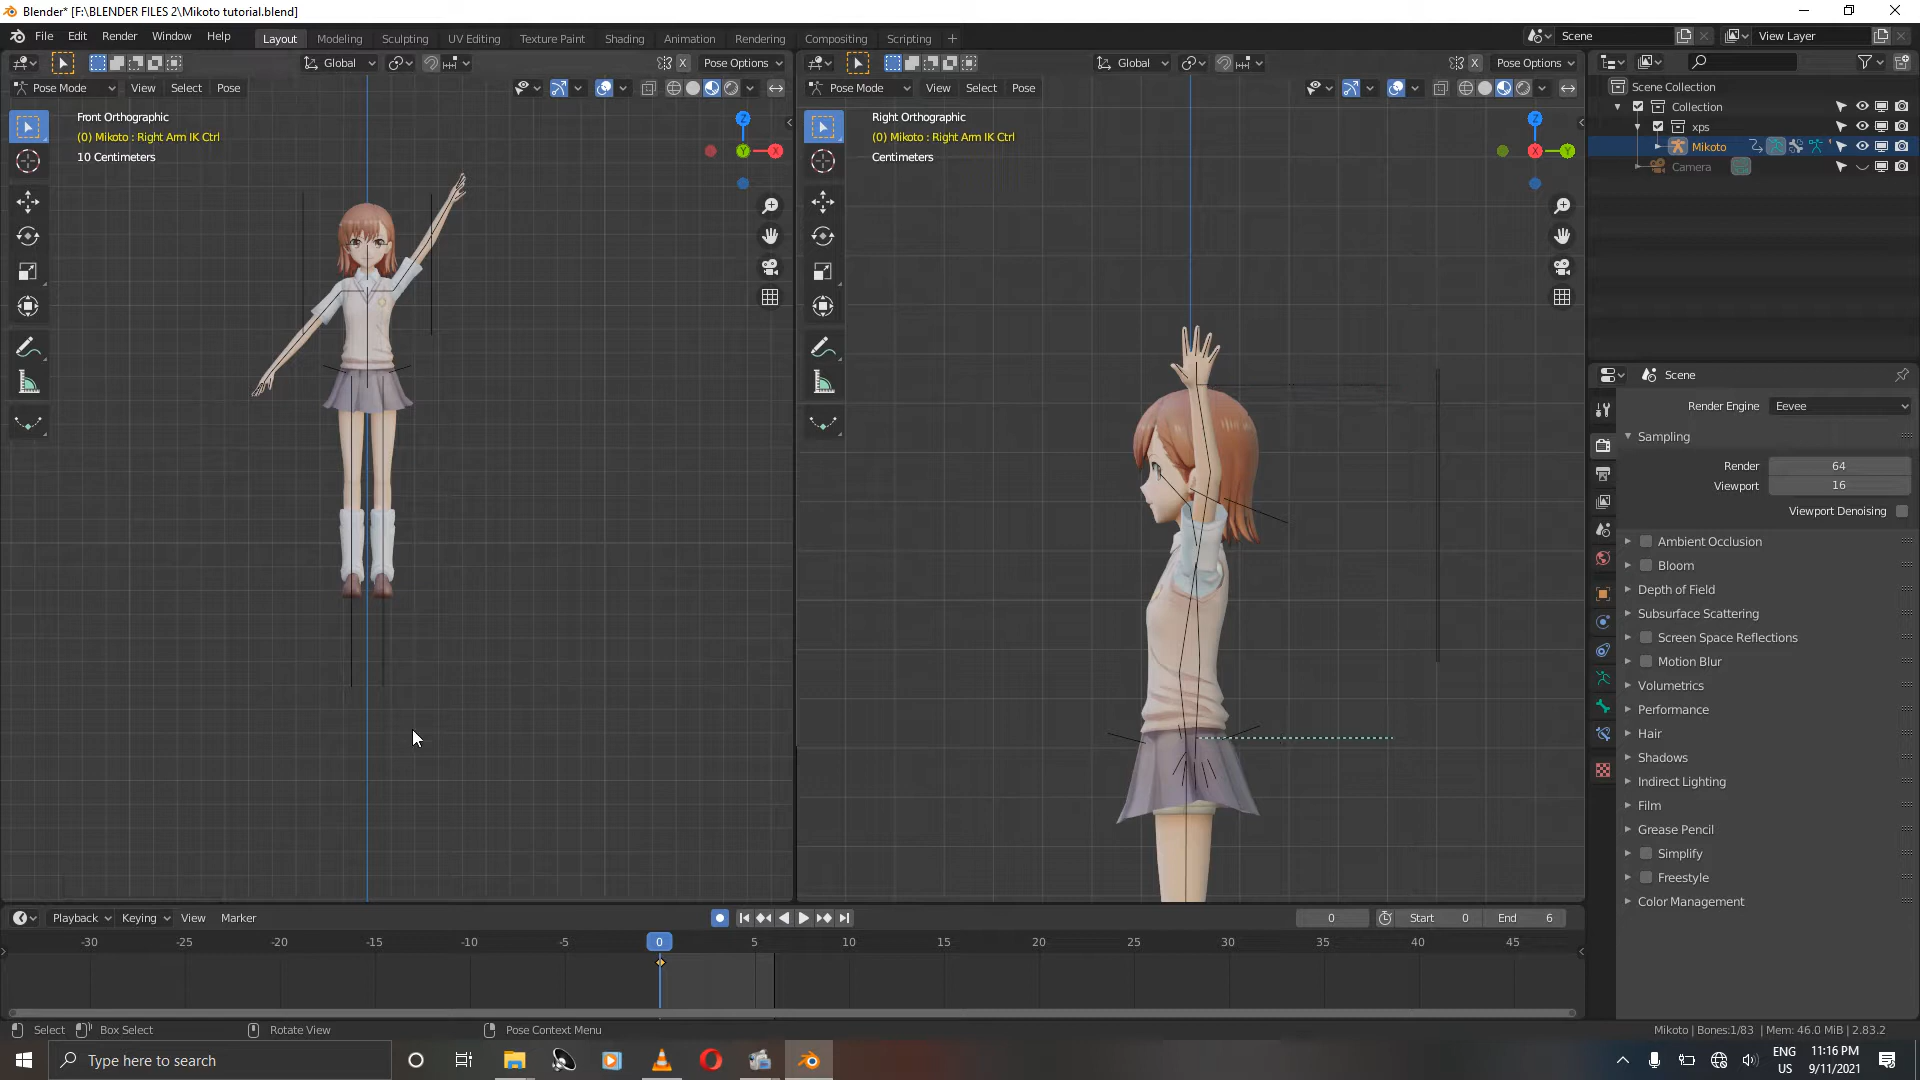 Blender* [F:\BLENDER FILES 2\Mikoto tutorial.blend]
File Edit Render Window Help Layout Modeling Sculpting UV Editing Texture Paint Shading Animation Rendering Compositing Scripting + Scene View Layer
Global Pose Options Global Pose Options
Pose Mode View Select Pose Pose Mode View Select Pose
Scene Collection
Collection
xps
Mikoto
Camera
Front Orthographic
(0) Mikoto : Right Arm IK Ctrl
10 Centimeters
Right Orthographic
(0) Mikoto : Right Arm IK Ctrl
Centimeters
Z
X
Y
Z
X
Y
Scene
Render Engine Eevee
Sampling
Render 64
Viewport 16
Viewport Denoising
Ambient Occlusion
Bloom
Depth of Field
Subsurface Scattering
Screen Space Reflections
Motion Blur
Volumetrics
Performance
Hair
Shadows
Indirect Lighting
Film
Grease Pencil
Simplify
Freestyle
Color Management
Playback Keying View Marker 0 Start 0 End 6
-30 -25 -20 -15 -10 -5 0 5 10 15 20 25 30 35 40 45
Select Box Select Rotate View Pose Context Menu Mikoto | Bones:1/83 | Mem: 46.0 MiB | 2.83.2
Type here to search
ENG
US
11:16 PM
9/11/2021